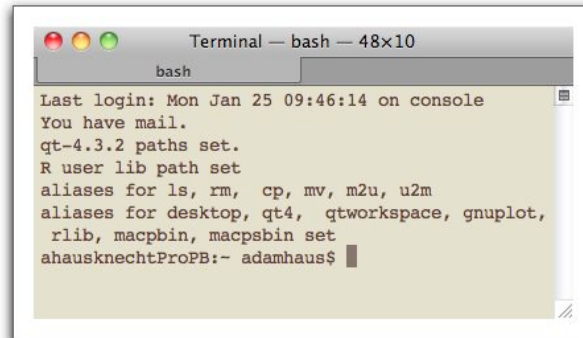 Terminal — bash — 48×10
bash
Last login: Mon Jan 25 09:46:14 on console
You have mail.
qt-4.3.2 paths set.
R user lib path set
aliases for ls, rm,  cp, mv, m2u, u2m
aliases for desktop, qt4,  qtworkspace, gnuplot,
 rlib, macpbin, macpsbin set
ahausknechtProPB:~ adamhaus$